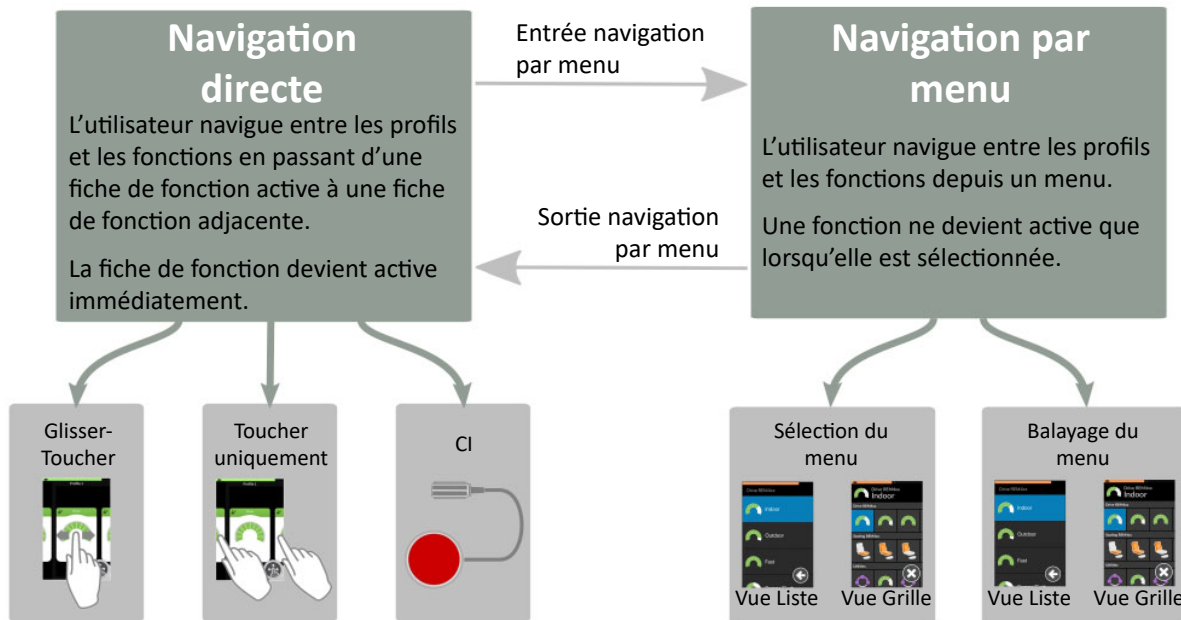 Navigation
directe
L’utilisateur navigue entre les profils
et les fonctions en passant d’une
fiche de fonction active à une fiche
de fonction adjacente.
La fiche de fonction devient active
immédiatement.
Entrée navigation
par menu
Sortie navigation
par menu
Navigation par
menu
L’utilisateur navigue entre les profils
et les fonctions depuis un menu.
Une fonction ne devient active que
lorsqu’elle est sélectionnée.
Glisser-
Toucher
Toucher
uniquement
CI
Sélection du
menu
Indoor
Outdoor
Fast
Indoor
Vue Liste
Vue Grille
Balayage du
menu
Indoor
Outdoor
Fast
Indoor
Vue Liste
Vue Grille